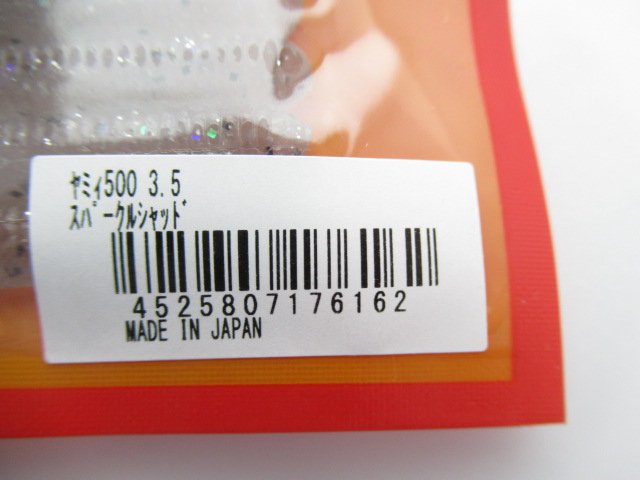 ﾔﾐｨ500 3.5
ｽﾊﾟｰｸﾙｼｬｯﾄﾞ
4525807176162
MADE IN JAPAN